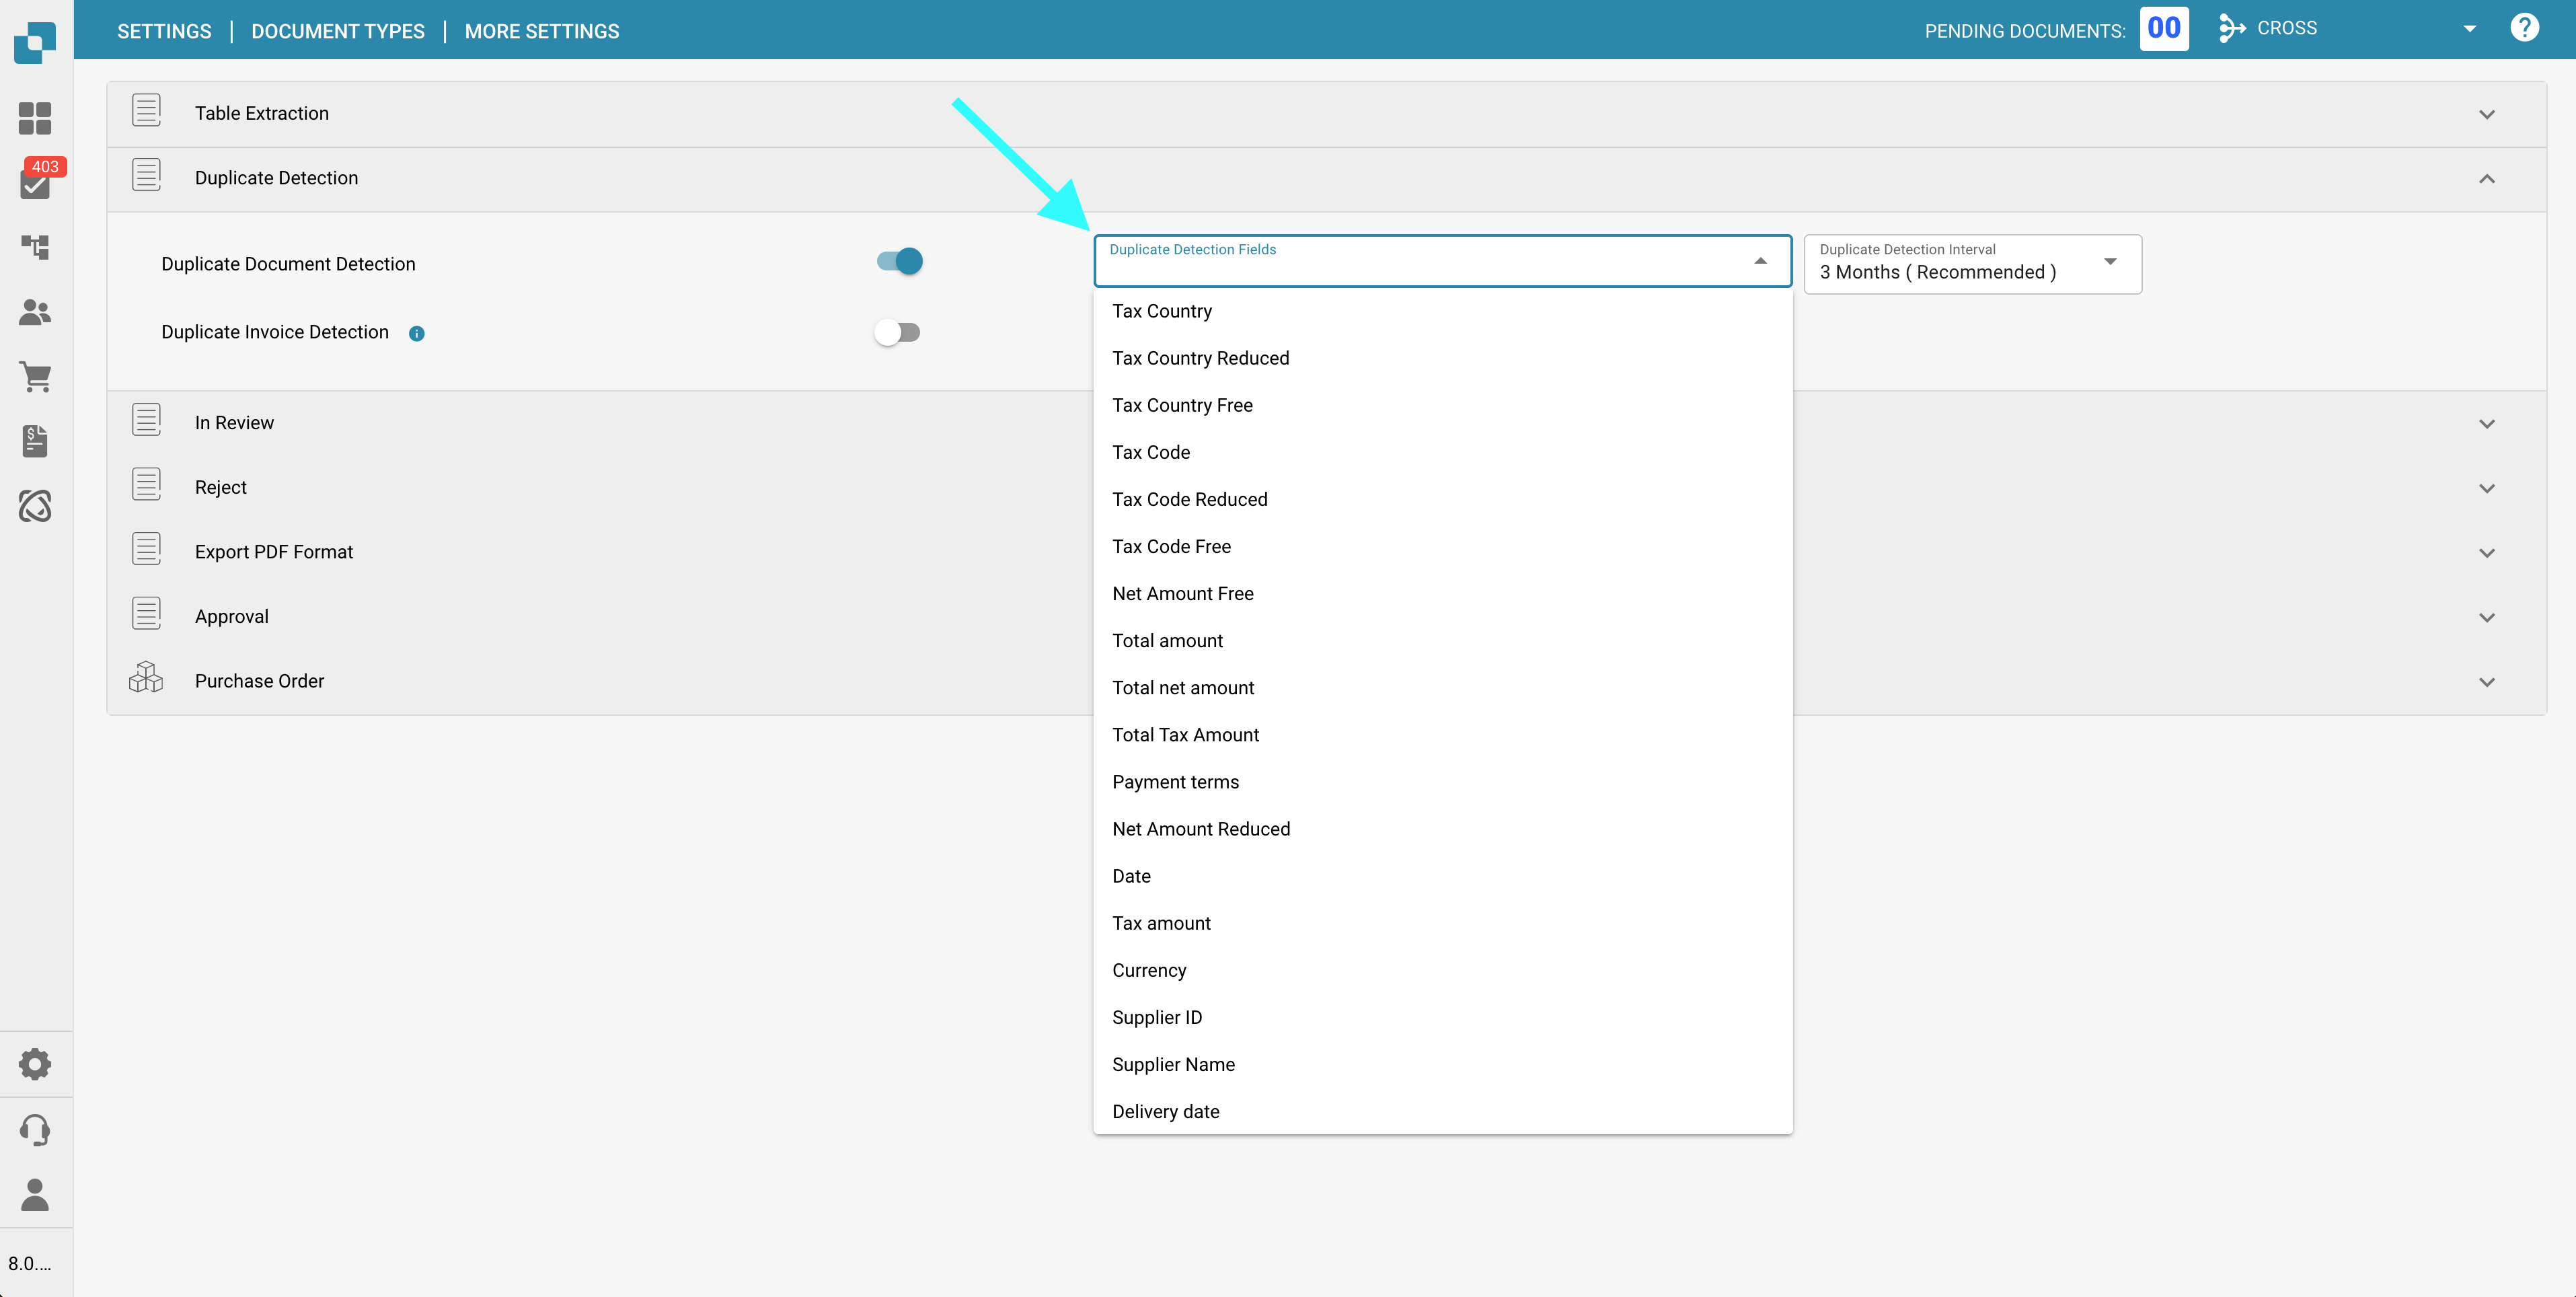 SETTINGS | DOCUMENT TYPES | MORE SETTINGS
PENDING DOCUMENTS: 00 CROSS ?
403
Table Extraction
Duplicate Detection
Duplicate Document Detection
Duplicate Detection Fields
Duplicate Detection Interval
3 Months ( Recommended )
Duplicate Invoice Detection i
Tax Country
Tax Country Reduced
Tax Country Free
Tax Code
Tax Code Reduced
Tax Code Free
Net Amount Free
Total amount
Total net amount
Total Tax Amount
Payment terms
Net Amount Reduced
Date
Tax amount
Currency
Supplier ID
Supplier Name
Delivery date
In Review
Reject
Export PDF Format
Approval
Purchase Order
8.0....